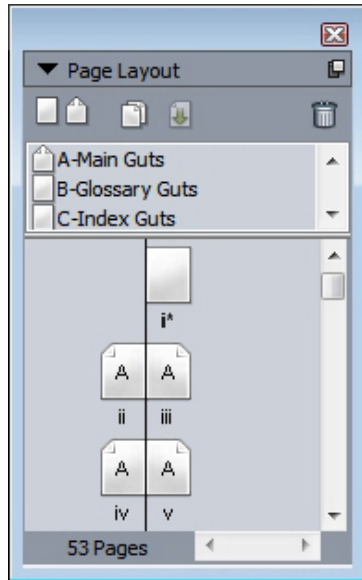 Page Layout
A-Main Guts
B-Glossary Guts
C-Index Guts
i*
A A
ii iii
A A
iv v
53 Pages